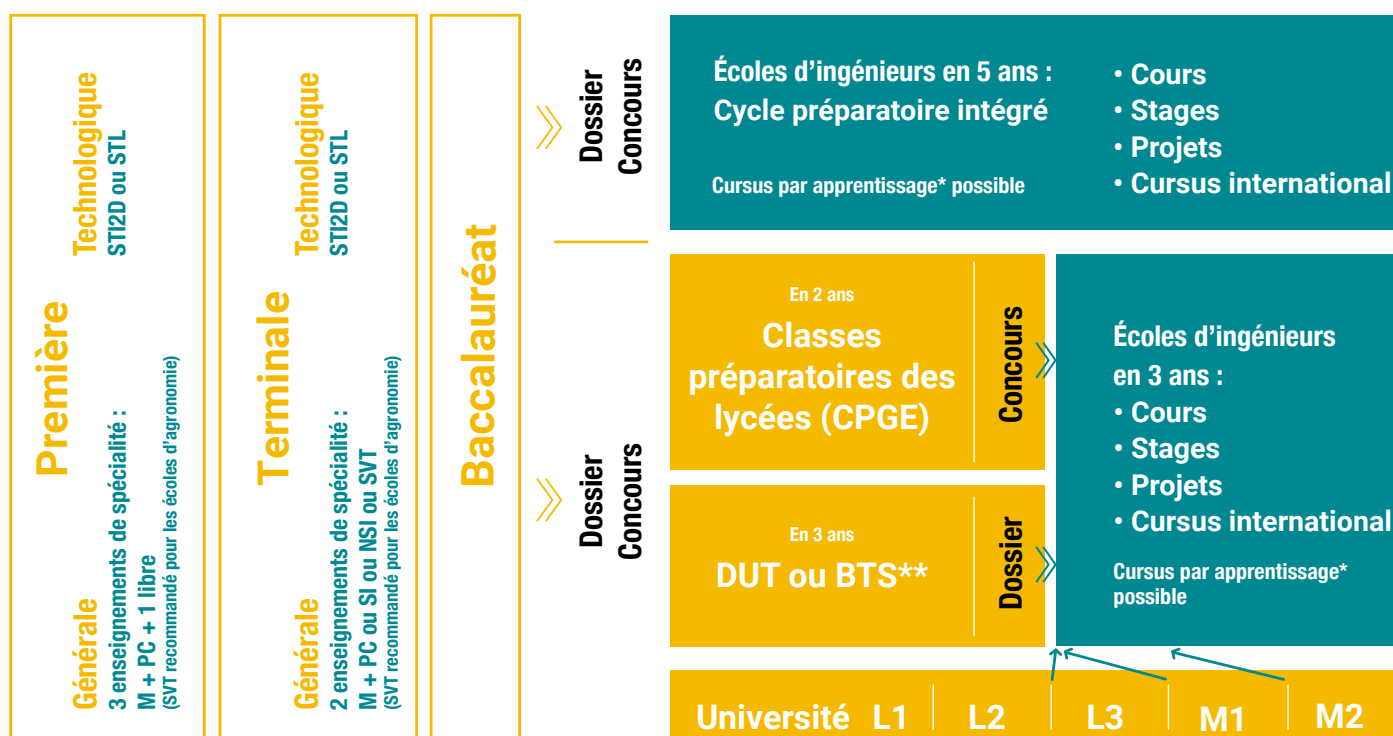 Première
Technologique
STI2D ou STL
Générale
3 enseignements de spécialité :
M + PC + 1 libre
(SVT recommandé pour les écoles d’agronomie)
Terminale
Technologique
STI2D ou STL
Générale
2 enseignements de spécialité :
M + PC ou SI ou NSI ou SVT
(SVT recommandé pour les écoles d’agronomie)
Baccalauréat
Dossier
Concours
Écoles d’ingénieurs en 5 ans :
Cycle préparatoire intégré
Cursus par apprentissage* possible
• Cours
• Stages
• Projets
• Cursus international
Dossier
Concours
En 2 ans
Classes
préparatoires des
lycées (CPGE)
Concours
En 3 ans
DUT ou BTS**
Dossier
Écoles d’ingénieurs
en 3 ans :
• Cours
• Stages
• Projets
• Cursus international
Cursus par apprentissage*
possible
Université L1 L2 L3 M1 M2